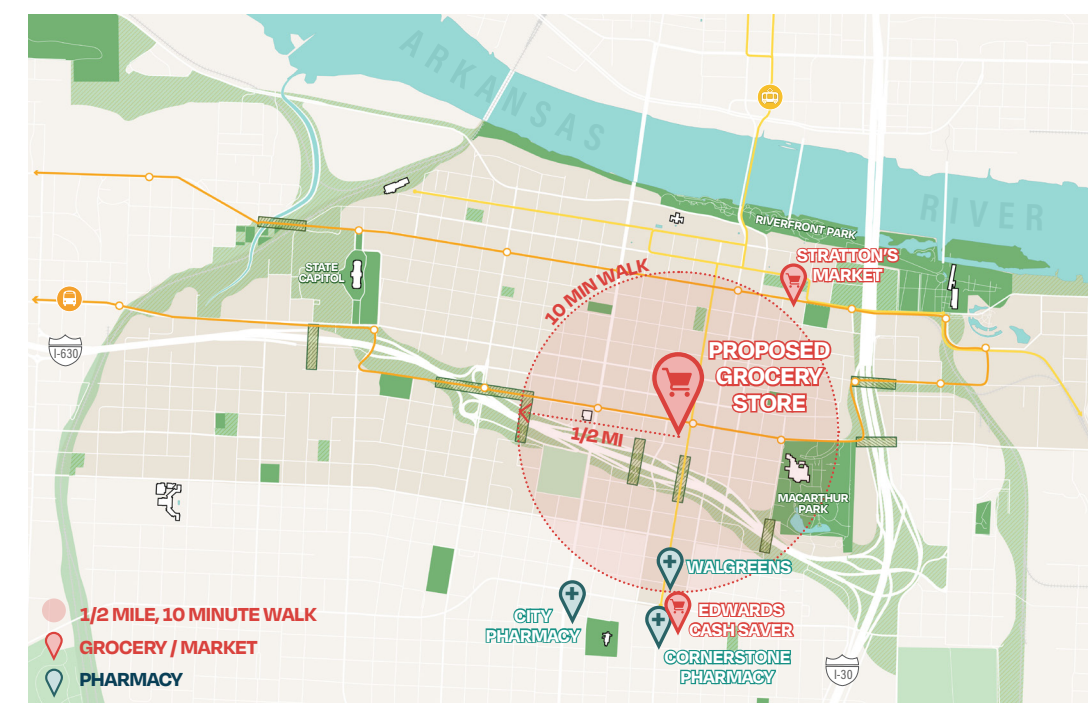 ARKANSAS
RIVER
RIVERFRONT PARK
STATE
CAPITOL
STRATTON'S
MARKET
10 MIN WALK
I-630
PROPOSED
GROCERY
STORE
1/2 MI
MACARTHUR
PARK
WALGREENS
CITY
PHARMACY
EDWARDS
CASH SAVER
CORNERSTONE
PHARMACY
I-30
1/2 MILE, 10 MINUTE WALK
GROCERY / MARKET
PHARMACY